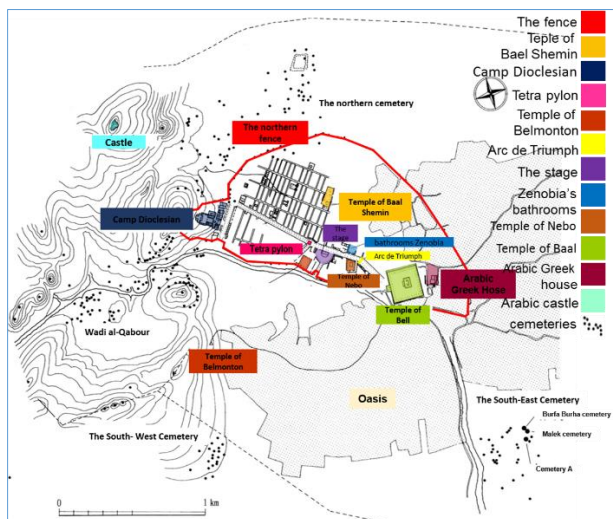 The fence
Teple of
Bael Shemin
Camp Dioclesian
Tetra pylon
Temple of
Belmonton
Arc de Triumph
The stage
Zenobia's
bathrooms
Temple of Nebo
Temple of Baal
Arabic Greek
house
Arabic castle
cemeteries
The northern cemetery
The northern
fence
Castle
Camp Dioclesian
Temple of Baal
Shemin
The
stage
bathrooms Zenobia
Tetra pylon
Arc de Triumph
Temple of
Nebo
Arabic
Greek Hose
Temple of
Bell
Wadi al-Qabour
Temple of
Belmonton
Oasis
The South- West Cemetery
The South-East Cemetery
Burfa Burha cemetery
Malek cemetery
Cemetery A
0
1 km